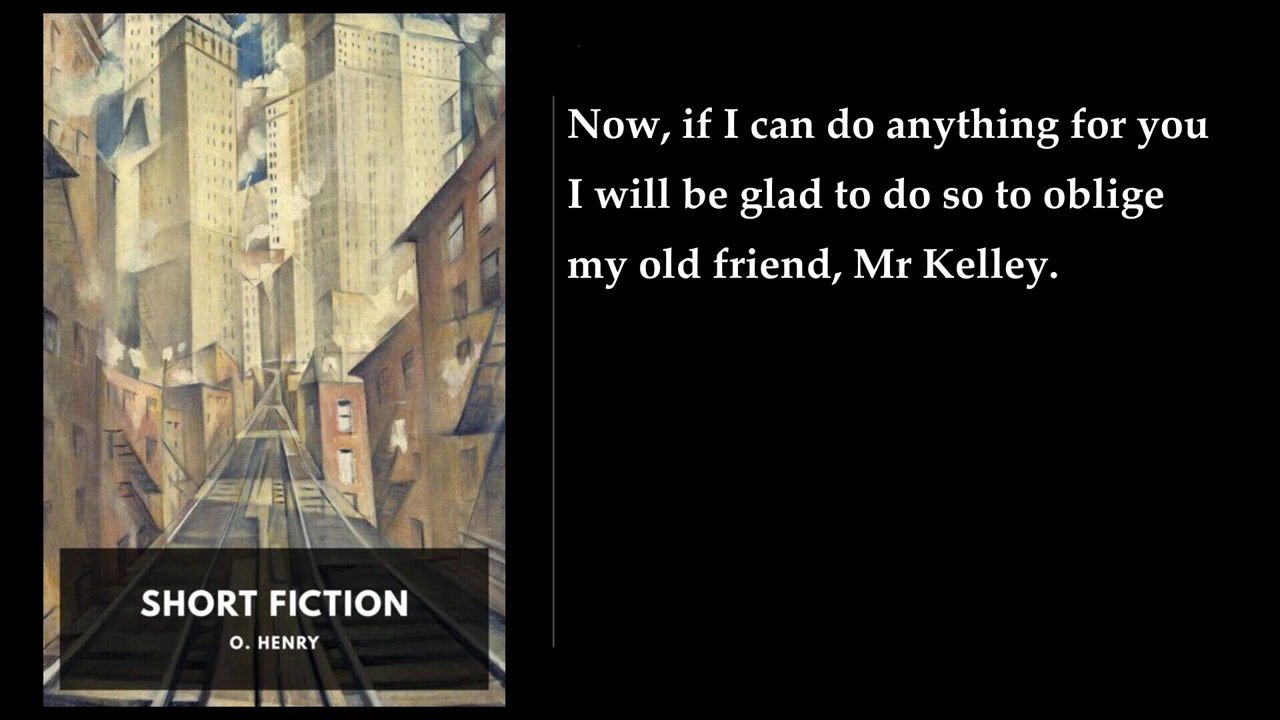 SHORT FICTION
O. HENRY
Now, if I can do anything for you
I will be glad to do so to oblige
my old friend, Mr Kelley.